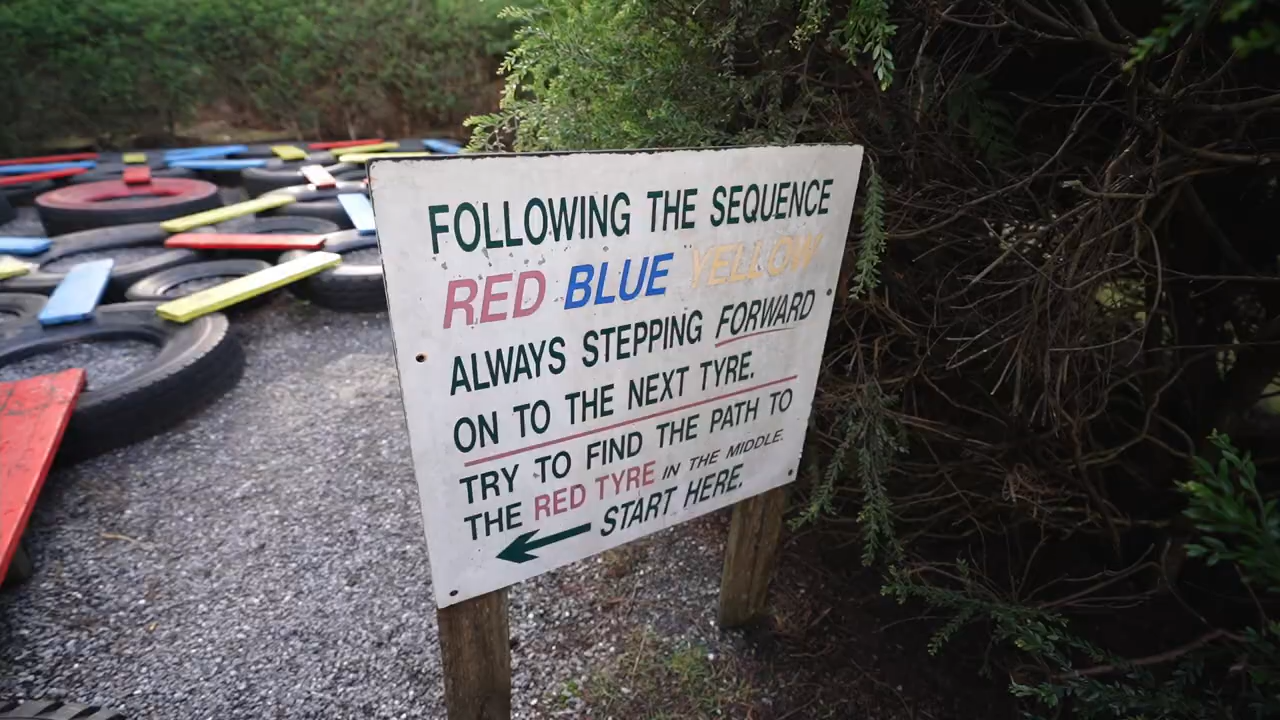 FOLLOWING THE SEQUENCE
RED BLUE YELLOW
ALWAYS STEPPING FORWARD
ON TO THE NEXT TYRE.
TRY TO FIND THE PATH TO
THE RED TYRE IN THE MIDDLE.
START HERE.